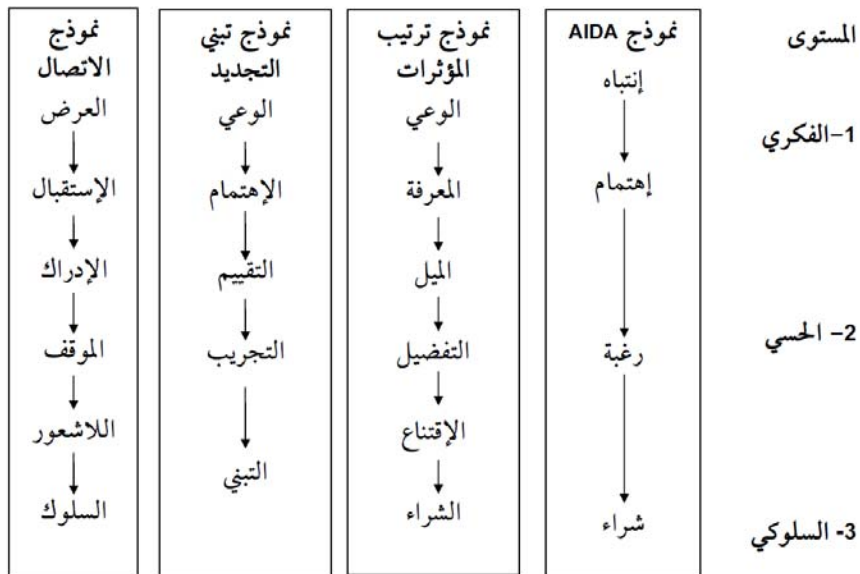 المستوى
1-الفكري
2- الحسي
3- السلوكي
نموذج AIDA
إنتباه
إهتمام
رغبة
شراء
نموذج ترتيب
المؤثرات
الوعي
المعرفة
الميل
التفضيل
الإقتناع
الشراء
نموذج تبني
التجديد
الوعي
الإهتمام
التقييم
التجريب
التبني
نموذج
الاتصال
العرض
الإستقبال
الإدراك
الموقف
اللاشعور
السلوك